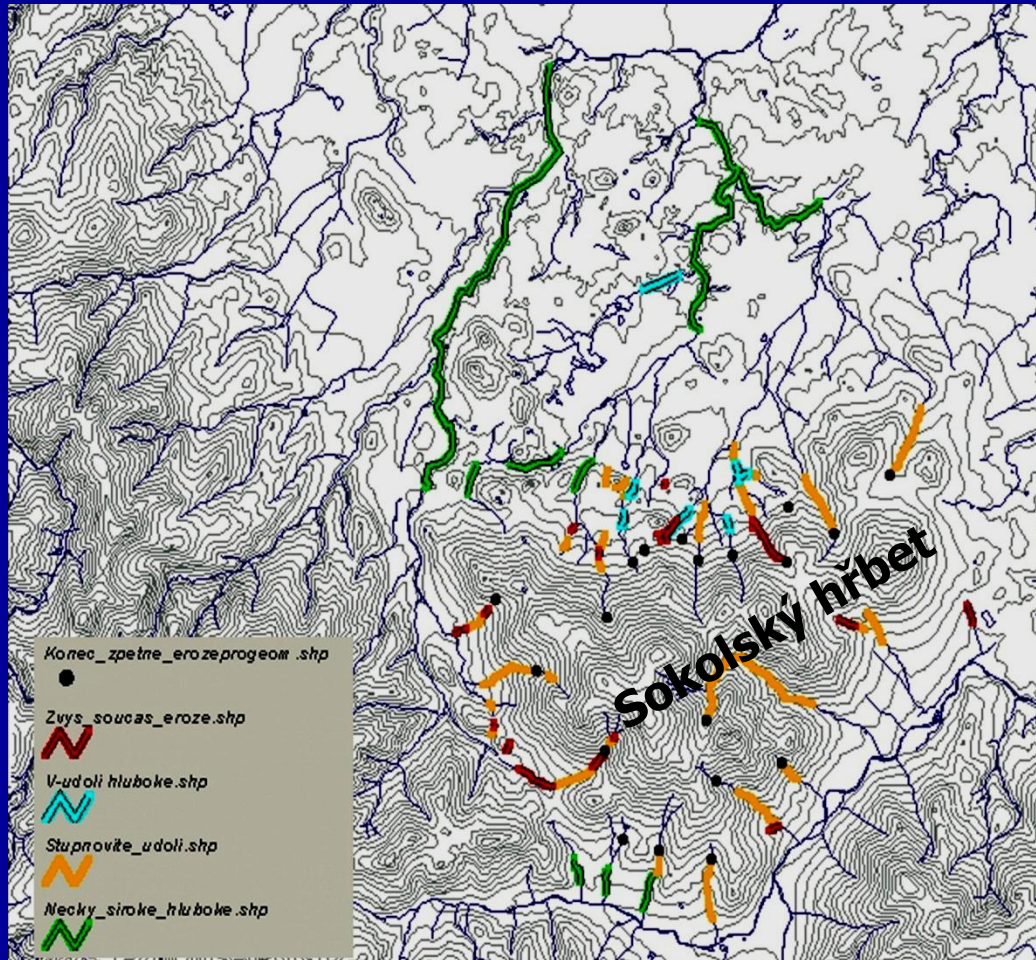 Sokolský hřbet
Konec_zpetne_erozeprogeom.shp
Zvys_soucas_eroze.shp
V-udoli hluboke.shp
Stupnovite_udoli.shp
Necky_siroke_hluboke.shp